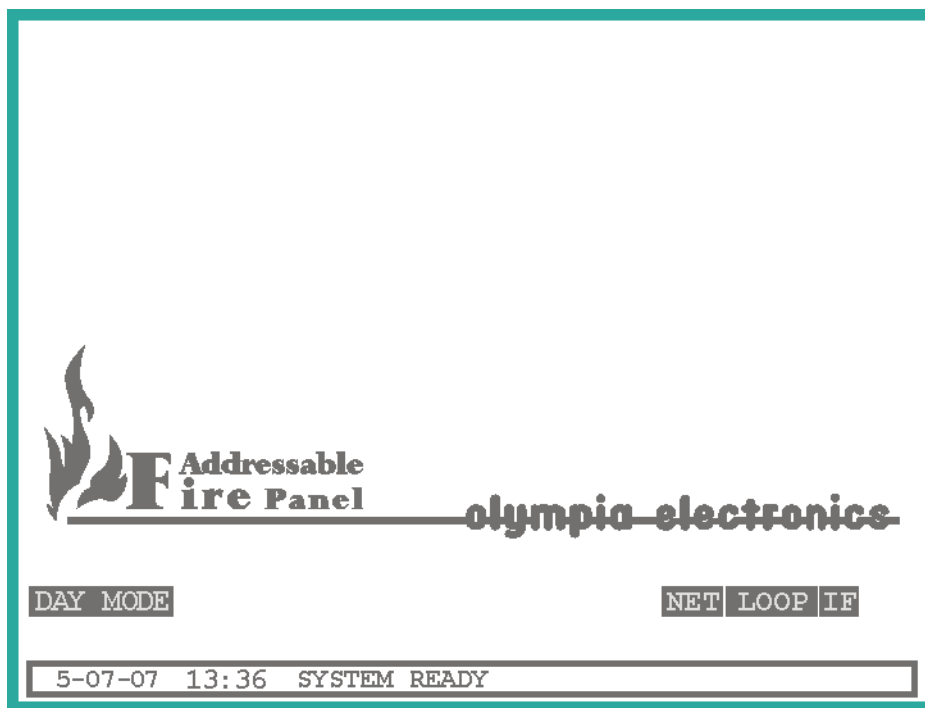 Addressable
Fire Panel
olympia electronics
DAY MODE NET LOOP IF
5-07-07 13:36 SYSTEM READY